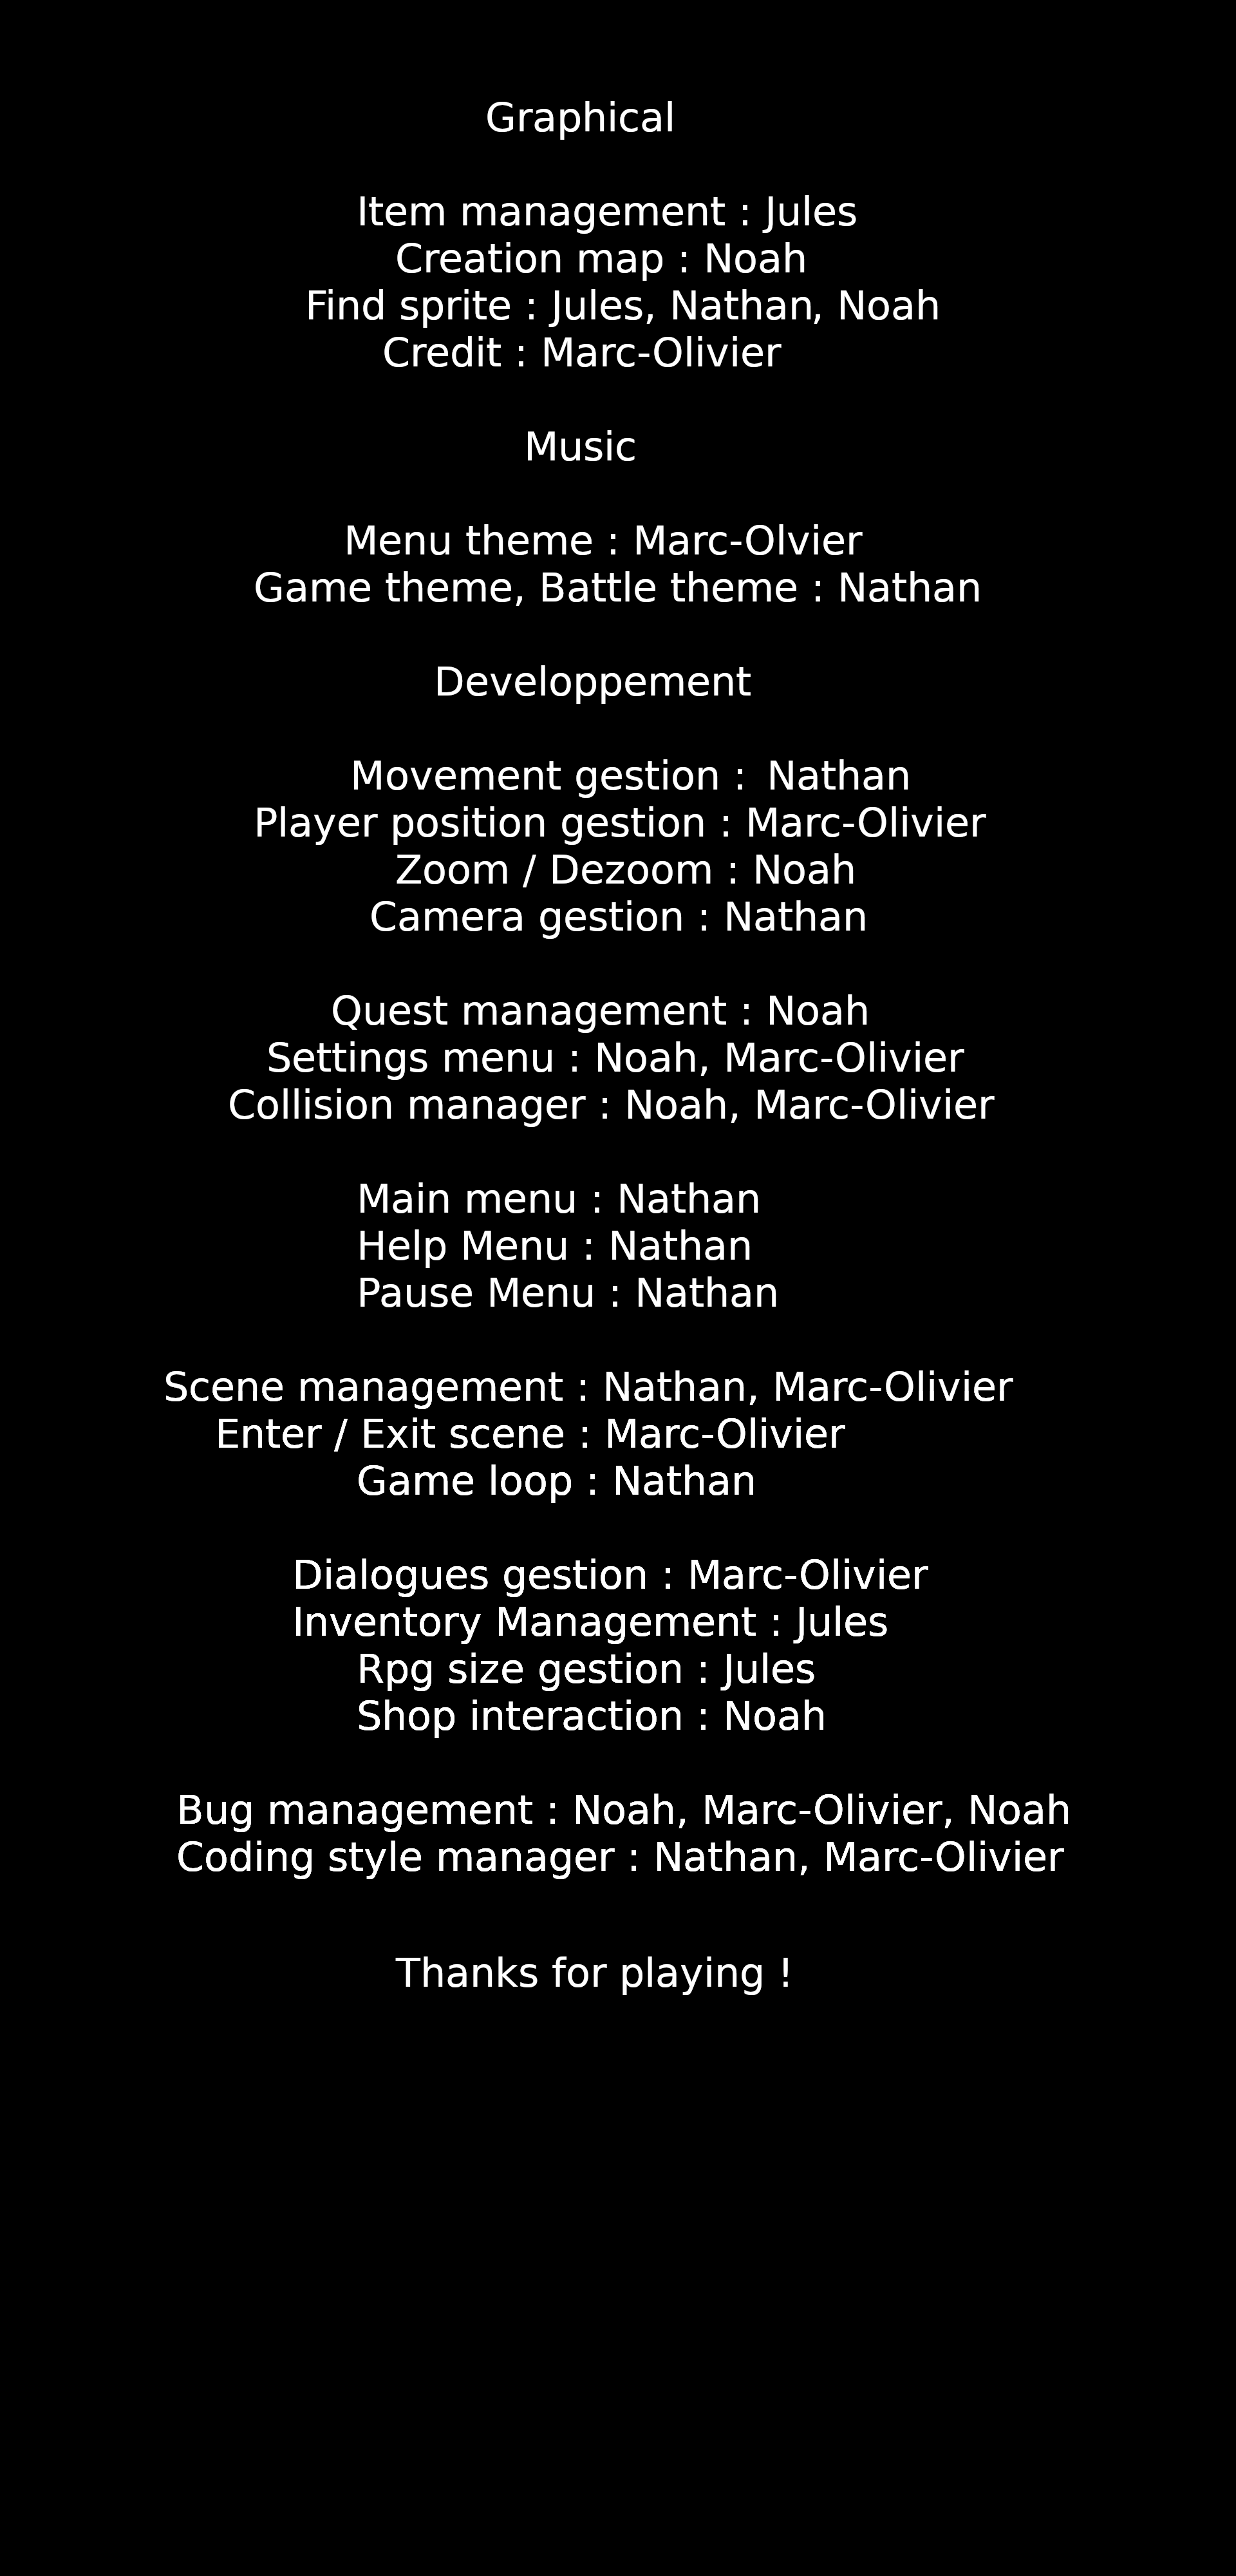 Graphical
Item management : Jules
Creation map : Noah
Find sprite : Jules, Nathan, Noah
Credit : Marc-Olivier
Music
Menu theme : Marc-Olvier
Game theme, Battle theme : Nathan
Developpement
Movement gestion : Nathan
Player position gestion : Marc-Olivier
Zoom / Dezoom : Noah
Camera gestion : Nathan
Quest management : Noah
Settings menu : Noah, Marc-Olivier
Collision manager : Noah, Marc-Olivier
Main menu : Nathan
Help Menu : Nathan
Pause Menu : Nathan
Scene management : Nathan, Marc-Olivier
Enter / Exit scene : Marc-Olivier
Game loop : Nathan
Dialogues gestion : Marc-Olivier
Inventory Management : Jules
Rpg size gestion : Jules
Shop interaction : Noah
Bug management : Noah, Marc-Olivier, Noah
Coding style manager : Nathan, Marc-Olivier
Thanks for playing !